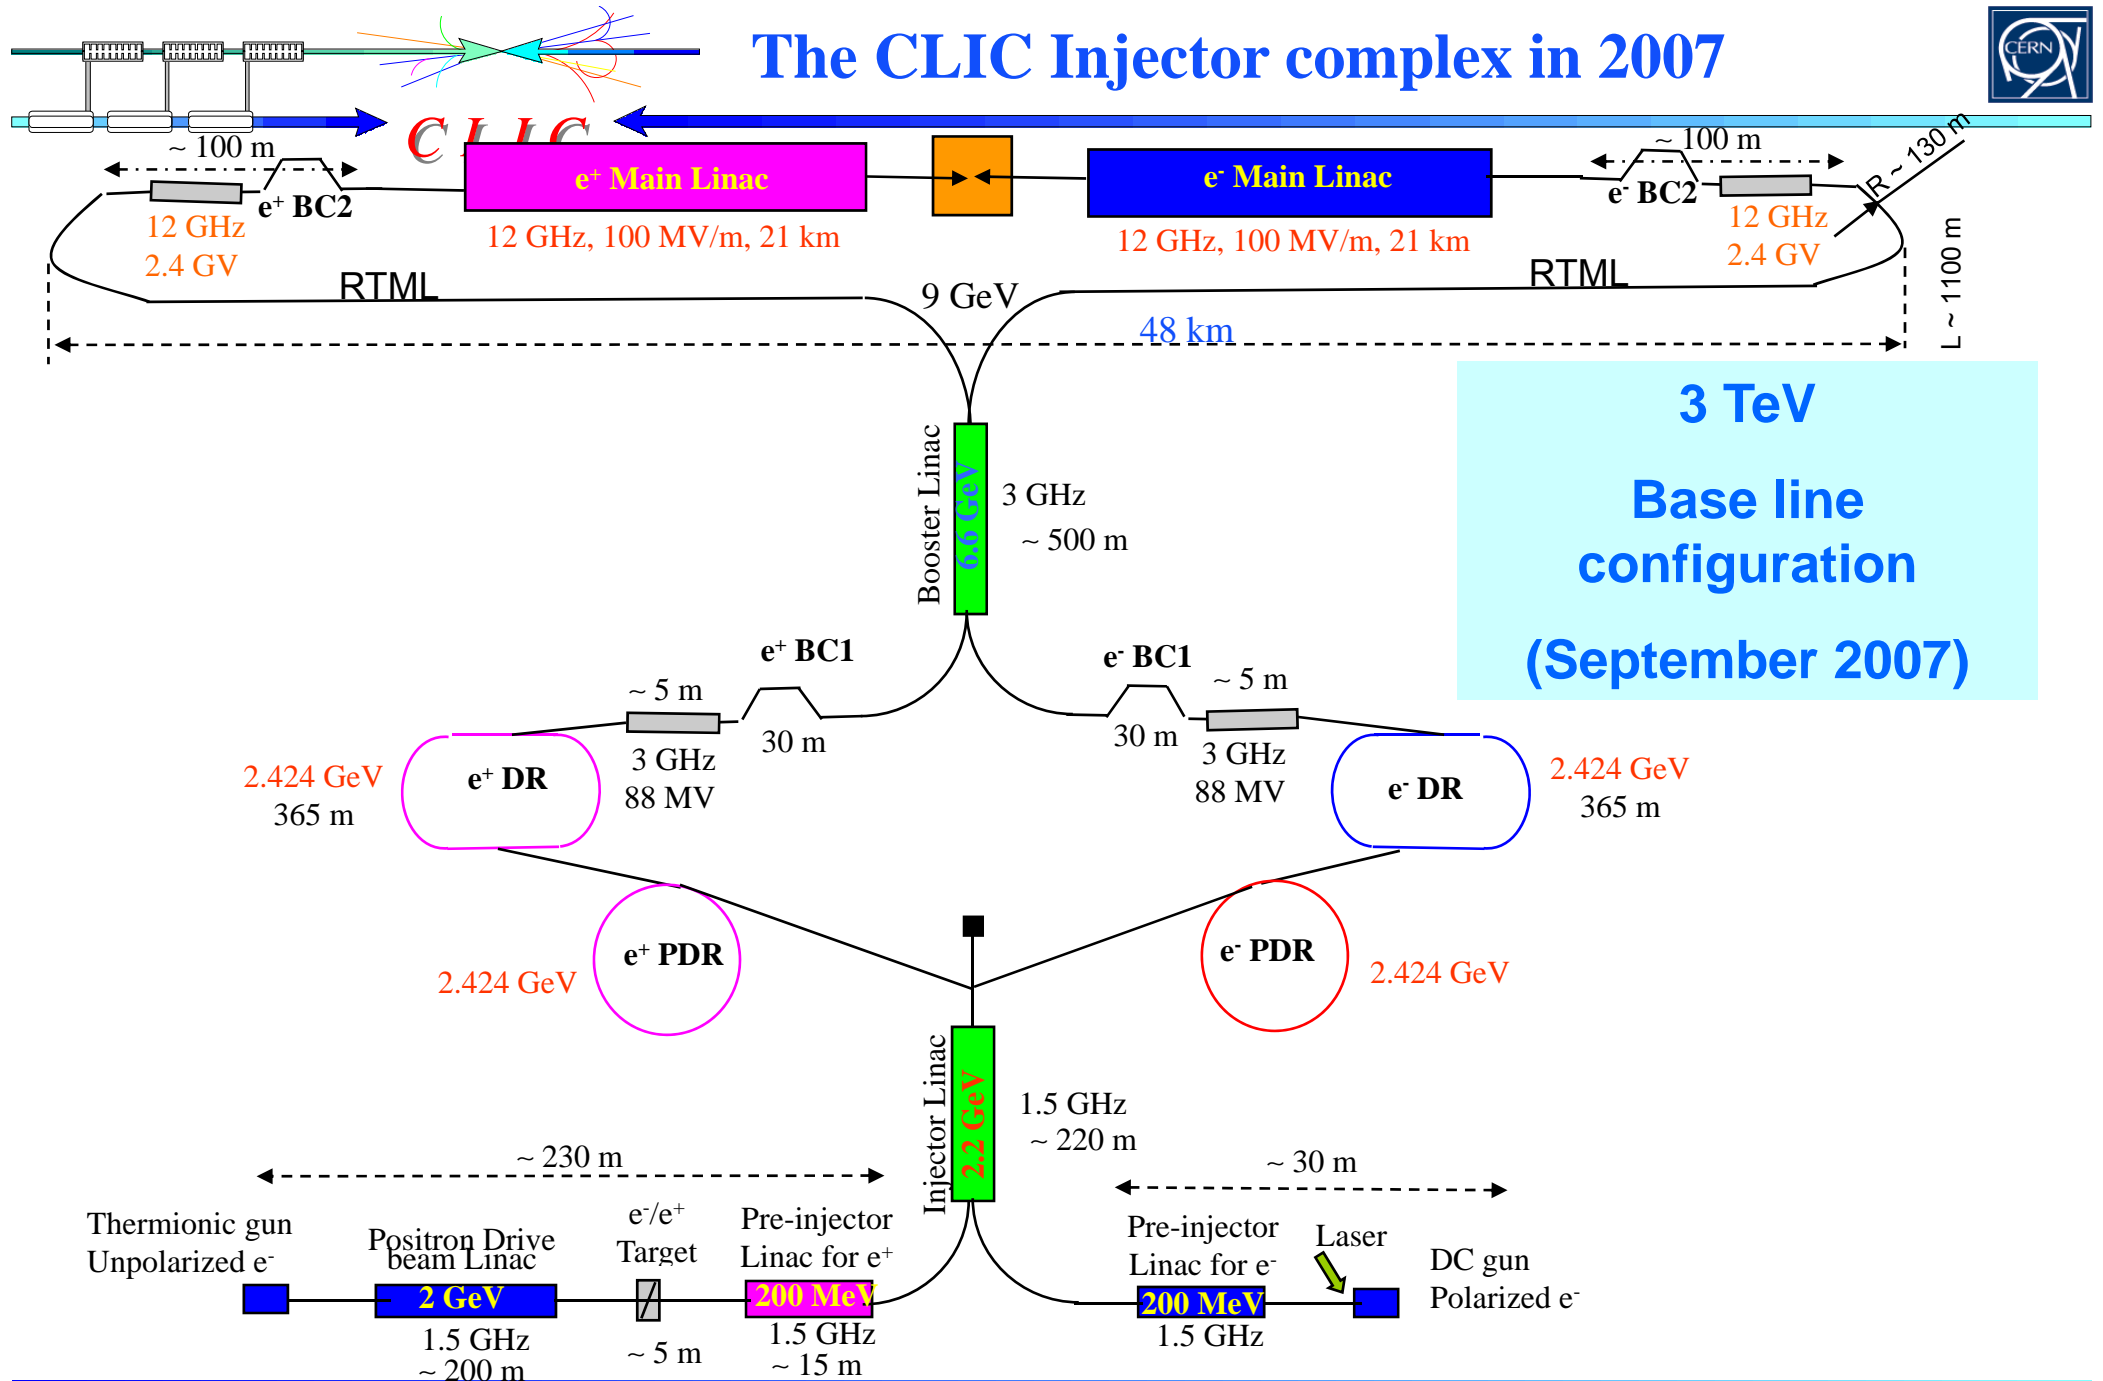 The CLIC Injector complex in 2007
CERN
C L I C
~ 100 m
~ 100 m
R ~ 130 m
e+ Main Linac
e- Main Linac
e+ BC2
e- BC2
12 GHz
2.4 GV
12 GHz, 100 MV/m, 21 km
12 GHz, 100 MV/m, 21 km
12 GHz
2.4 GV
L ~ 1100 m
RTML
9 GeV
RTML
48 km
3 TeV
Base line
configuration
(September 2007)
Booster Linac
6.6 GeV
3 GHz
~ 500 m
e+ BC1
e- BC1
~ 5 m
~ 5 m
30 m
30 m
3 GHz
88 MV
3 GHz
88 MV
2.424 GeV
365 m
e+ DR
e- DR
2.424 GeV
365 m
e+ PDR
e- PDR
2.424 GeV
2.424 GeV
Injector Linac
2.2 GeV
1.5 GHz
~ 220 m
~ 230 m
~ 30 m
Thermionic gun
Unpolarized e-
Positron Drive
beam Linac
e-/e+
Target
Pre-injector
Linac for e+
Pre-injector
Linac for e-
Laser
DC gun
Polarized e-
2 GeV
200 MeV
200 MeV
1.5 GHz
~ 200 m
~ 5 m
1.5 GHz
~ 15 m
1.5 GHz